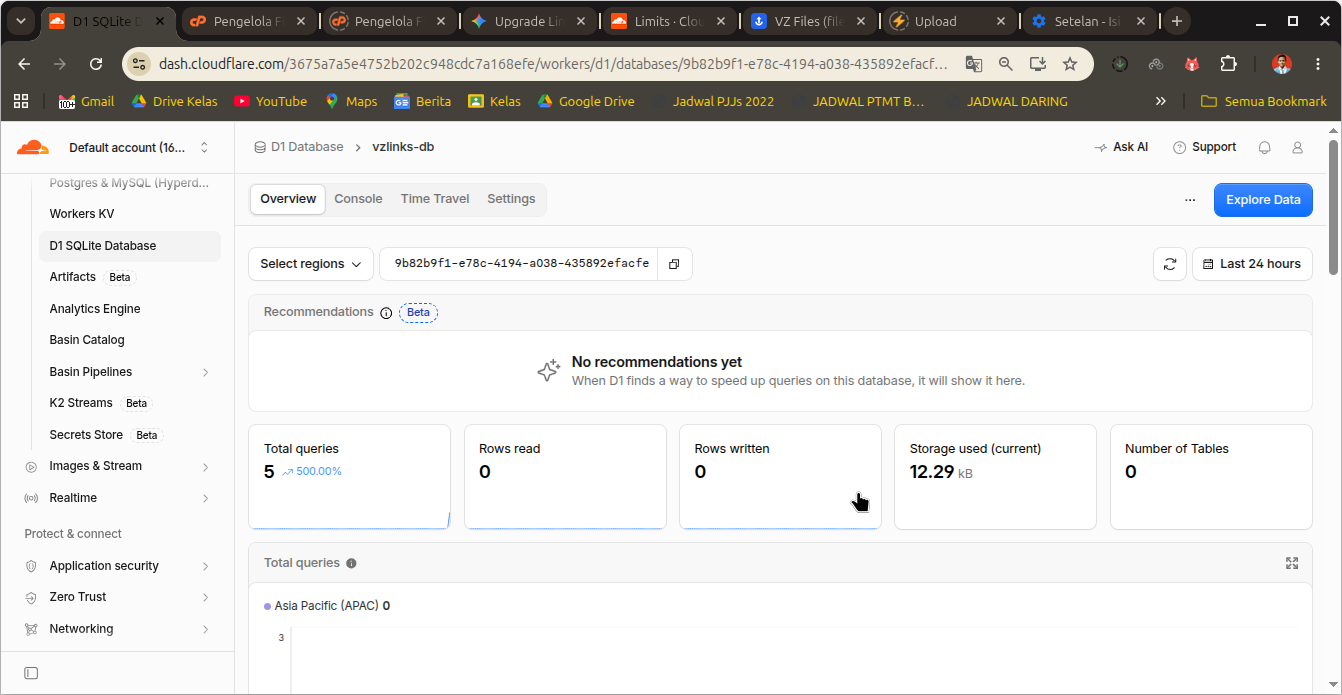 D1 SQLite D
Pengelola F
Pengelola F
Upgrade Lin
Limits · Clou
VZ Files (file
Upload
Setelan - Isi
dash.cloudflare.com/3675a7a5e4752b202c948cdc7a168efe/workers/d1/databases/9b82b9f1-e78c-4194-a038-435892efacf...
Gmail
Drive Kelas
YouTube
Maps
Berita
Kelas
Google Drive
Jadwal PJJs 2022
JADWAL PTMT B...
JADWAL DARING
Semua Bookmark
Default account (16...
D1 Database
vzlinks-db
Ask AI
Support
Postgres & MySQL (Hyperd...
Workers KV
D1 SQLite Database
Artifacts Beta
Analytics Engine
Basin Catalog
Basin Pipelines
K2 Streams Beta
Secrets Store Beta
Images & Stream
Realtime
Protect & connect
Application security
Zero Trust
Networking
Overview
Console
Time Travel
Settings
...
Explore Data
Select regions
9b82b9f1-e78c-4194-a038-435892efacfe
Last 24 hours
Recommendations
Beta
No recommendations yet
When D1 finds a way to speed up queries on this database, it will show it here.
Total queries
5 500.00%
Rows read
0
Rows written
0
Storage used (current)
12.29 kB
Number of Tables
0
Total queries
Asia Pacific (APAC) 0
3